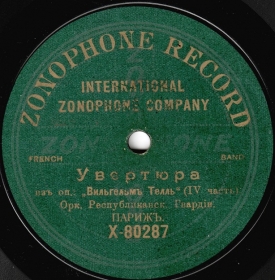 ZONOPHONE RECORD
INTERNATIONAL
ZONOPHONE COMPANY
FRENCH BAND
Увертюра
изъ оп. „Вильгельмъ Телль“ (IV часть)
Орк. Республиканск. Гвардіи.
ПАРИЖЪ.
X-80287